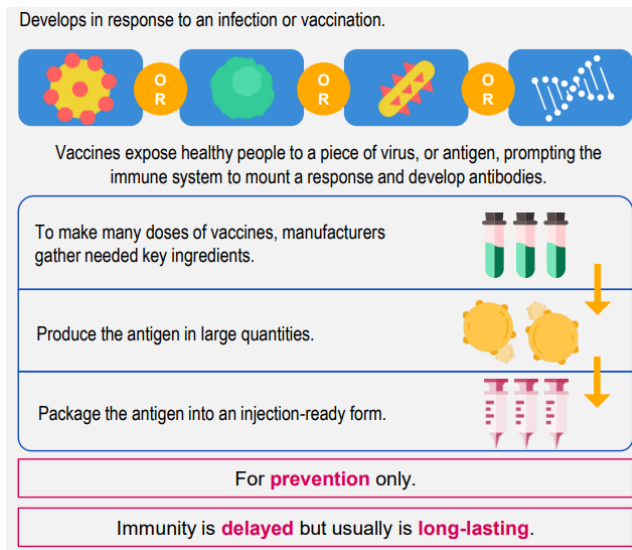 Develops in response to an infection or vaccination.
OR
OR
OR
Vaccines expose healthy people to a piece of virus, or antigen, prompting the
immune system to mount a response and develop antibodies.
To make many doses of vaccines, manufacturers
gather needed key ingredients.
Produce the antigen in large quantities.
Package the antigen into an injection-ready form.
For prevention only.
Immunity is delayed but usually is long-lasting.